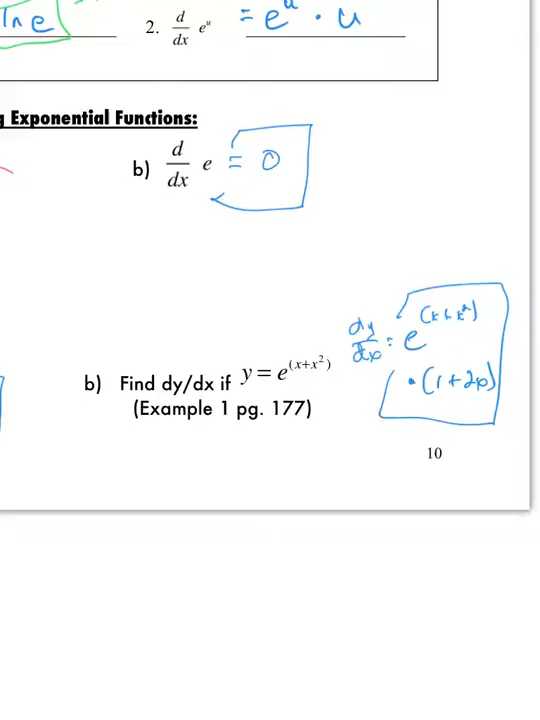 ln e
2. d/dx e^u = e^u · u
g Exponential Functions:
b) d/dx e = 0
dy/dx = e^(x+x²)
· (1+2x)
b) Find dy/dx if y = e^(x+x²)
(Example 1 pg. 177)
10